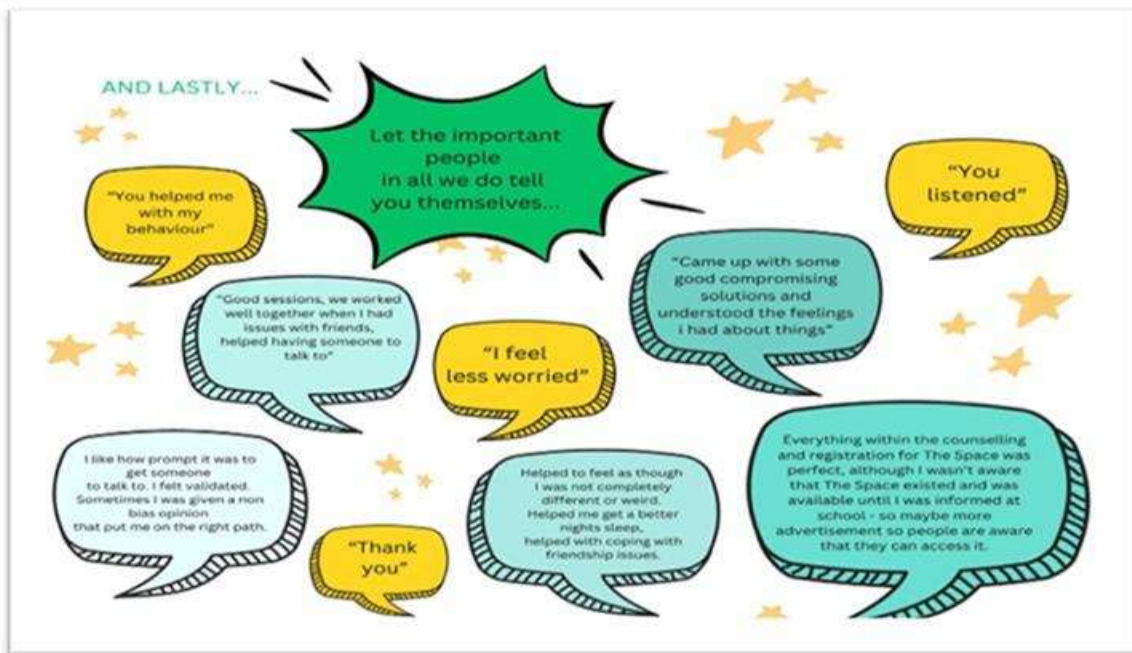 AND LASTLY...
Let the important
people
in all we do tell
you themselves...
"You helped me
with my
behaviour"
"You
listened"
"Good sessions, we worked
well together when I had
issues with friends,
helped having someone to
talk to"
"I feel
less worried"
"Came up with some
good compromising
solutions and
understood the feelings
i had about things"
I like how prompt it was to
get someone
to talk to. I felt validated.
Sometimes I was given a non
bias opinion
that put me on the right path.
"Thank
you"
Helped to feel as though
I was not completely
different or weird.
Helped me get a better
nights sleep,
helped with coping with
friendship issues.
Everything within the counselling
and registration for The Space was
perfect, although I wasn't aware
that The Space existed and was
available until I was informed at
school - so maybe more
advertisement so people are aware
that they can access it.